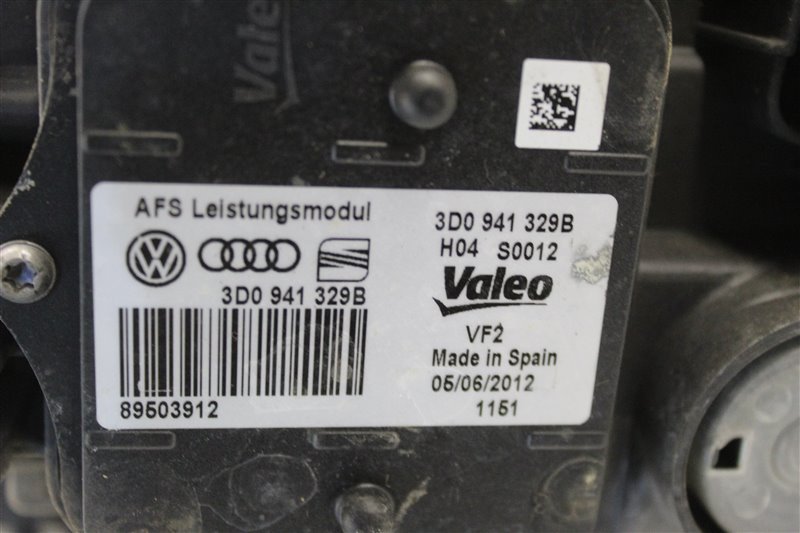 Valeo
AFS Leistungsmodul
3D0 941 329B
89503912
3D0 941 329B
H04 S0012
Valeo
VF2
Made in Spain
05/06/2012
1151